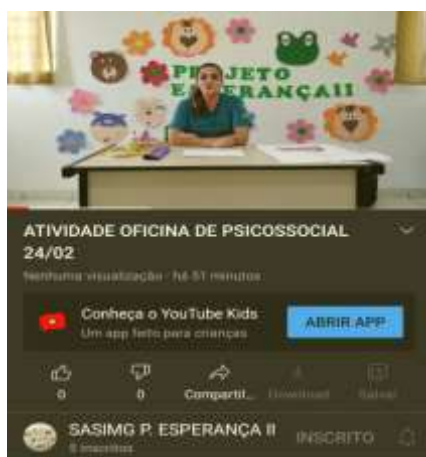 PROJETO
ESPERANÇA II
ATIVIDADE OFICINA DE PSICOSSOCIAL
24/02
Nenhuma visualização · há 51 minutos
Conheça o YouTube Kids
Um app feito para crianças
ABRIR APP
0
0
Compartil...
Download
Salvar
SASIMG P. ESPERANÇA II
INSCRITO
6 inscritos